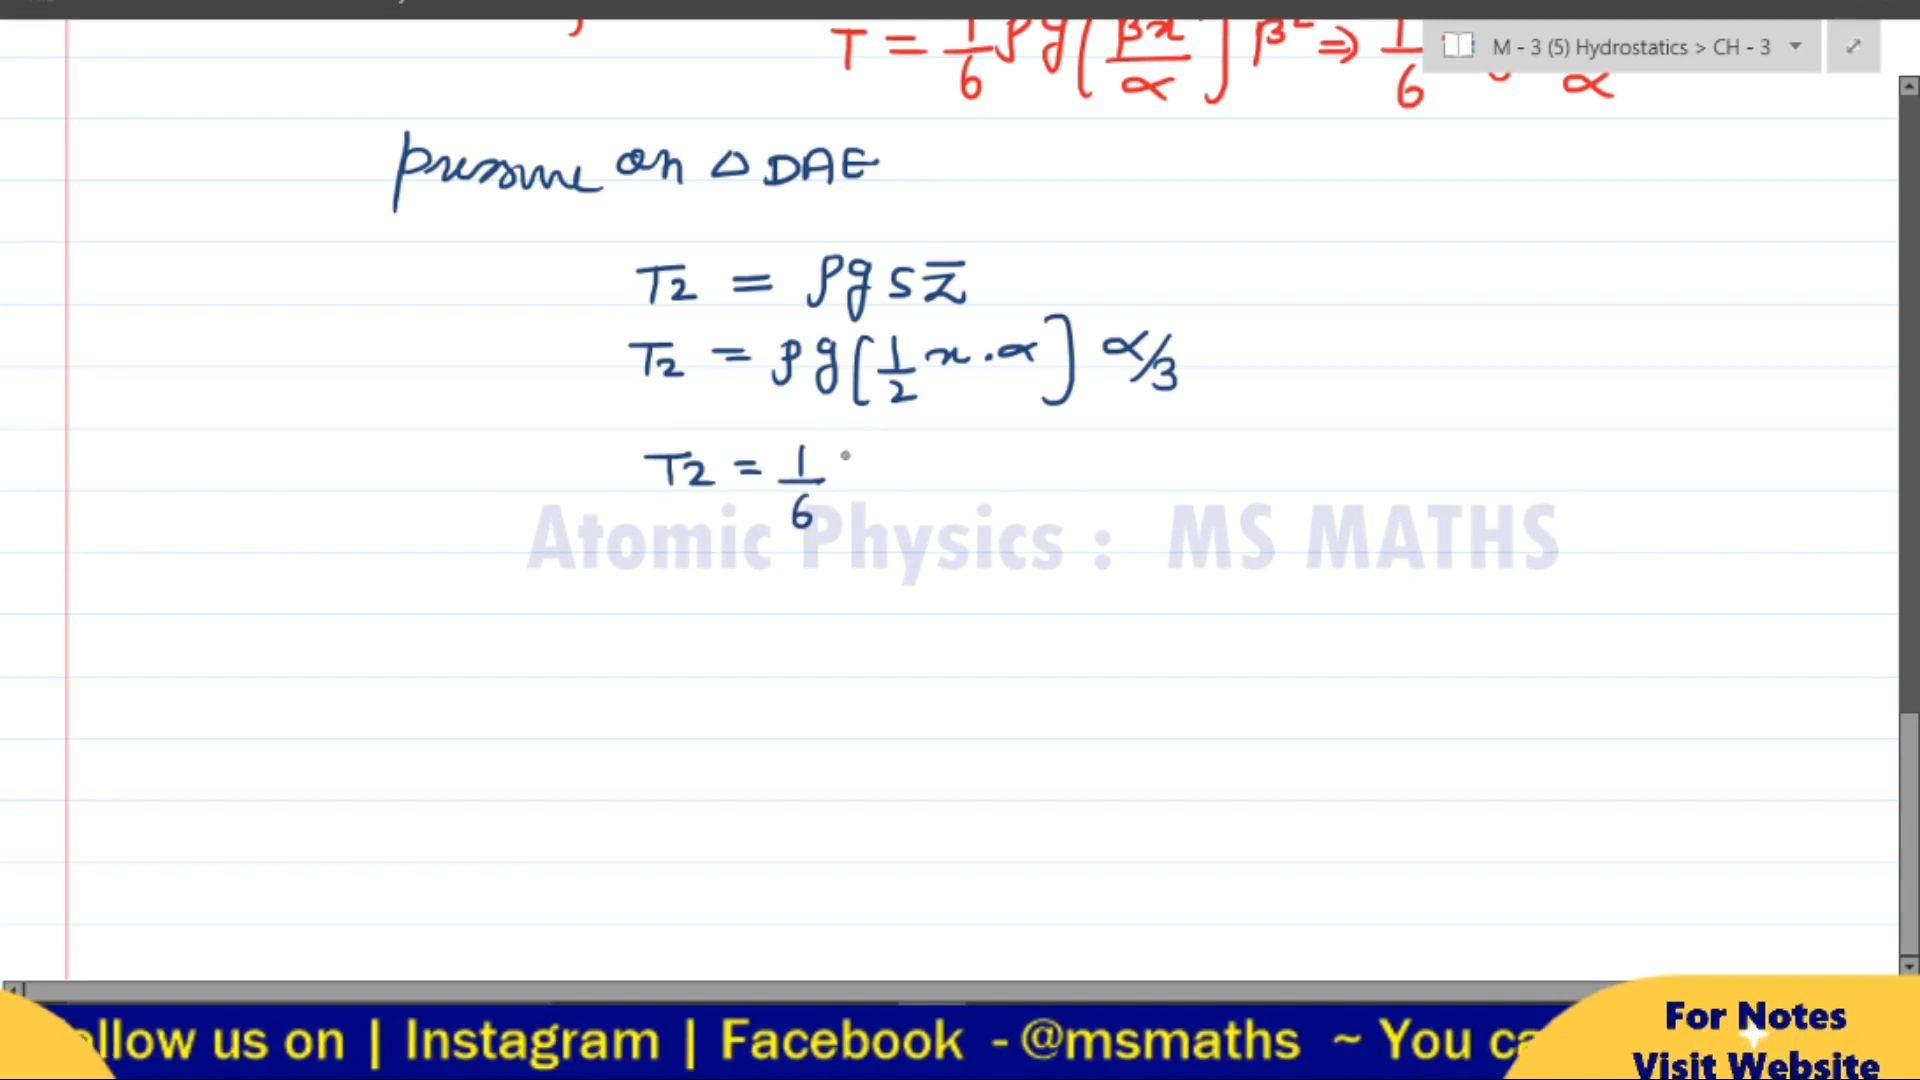 T = 1/6 ρg (βx/α) β² ⇒ 1/6
α
M - 3 (5) Hydrostatics > CH - 3
pressure on △ DAE
T2 = ρg S z̄
T2 = ρg [1/2 x . α] α/3
T2 = 1/6
Atomic Physics : MS MATHS
ollow us on | Instagram | Facebook - @msmaths ~ You ca
For Notes
Visit Website